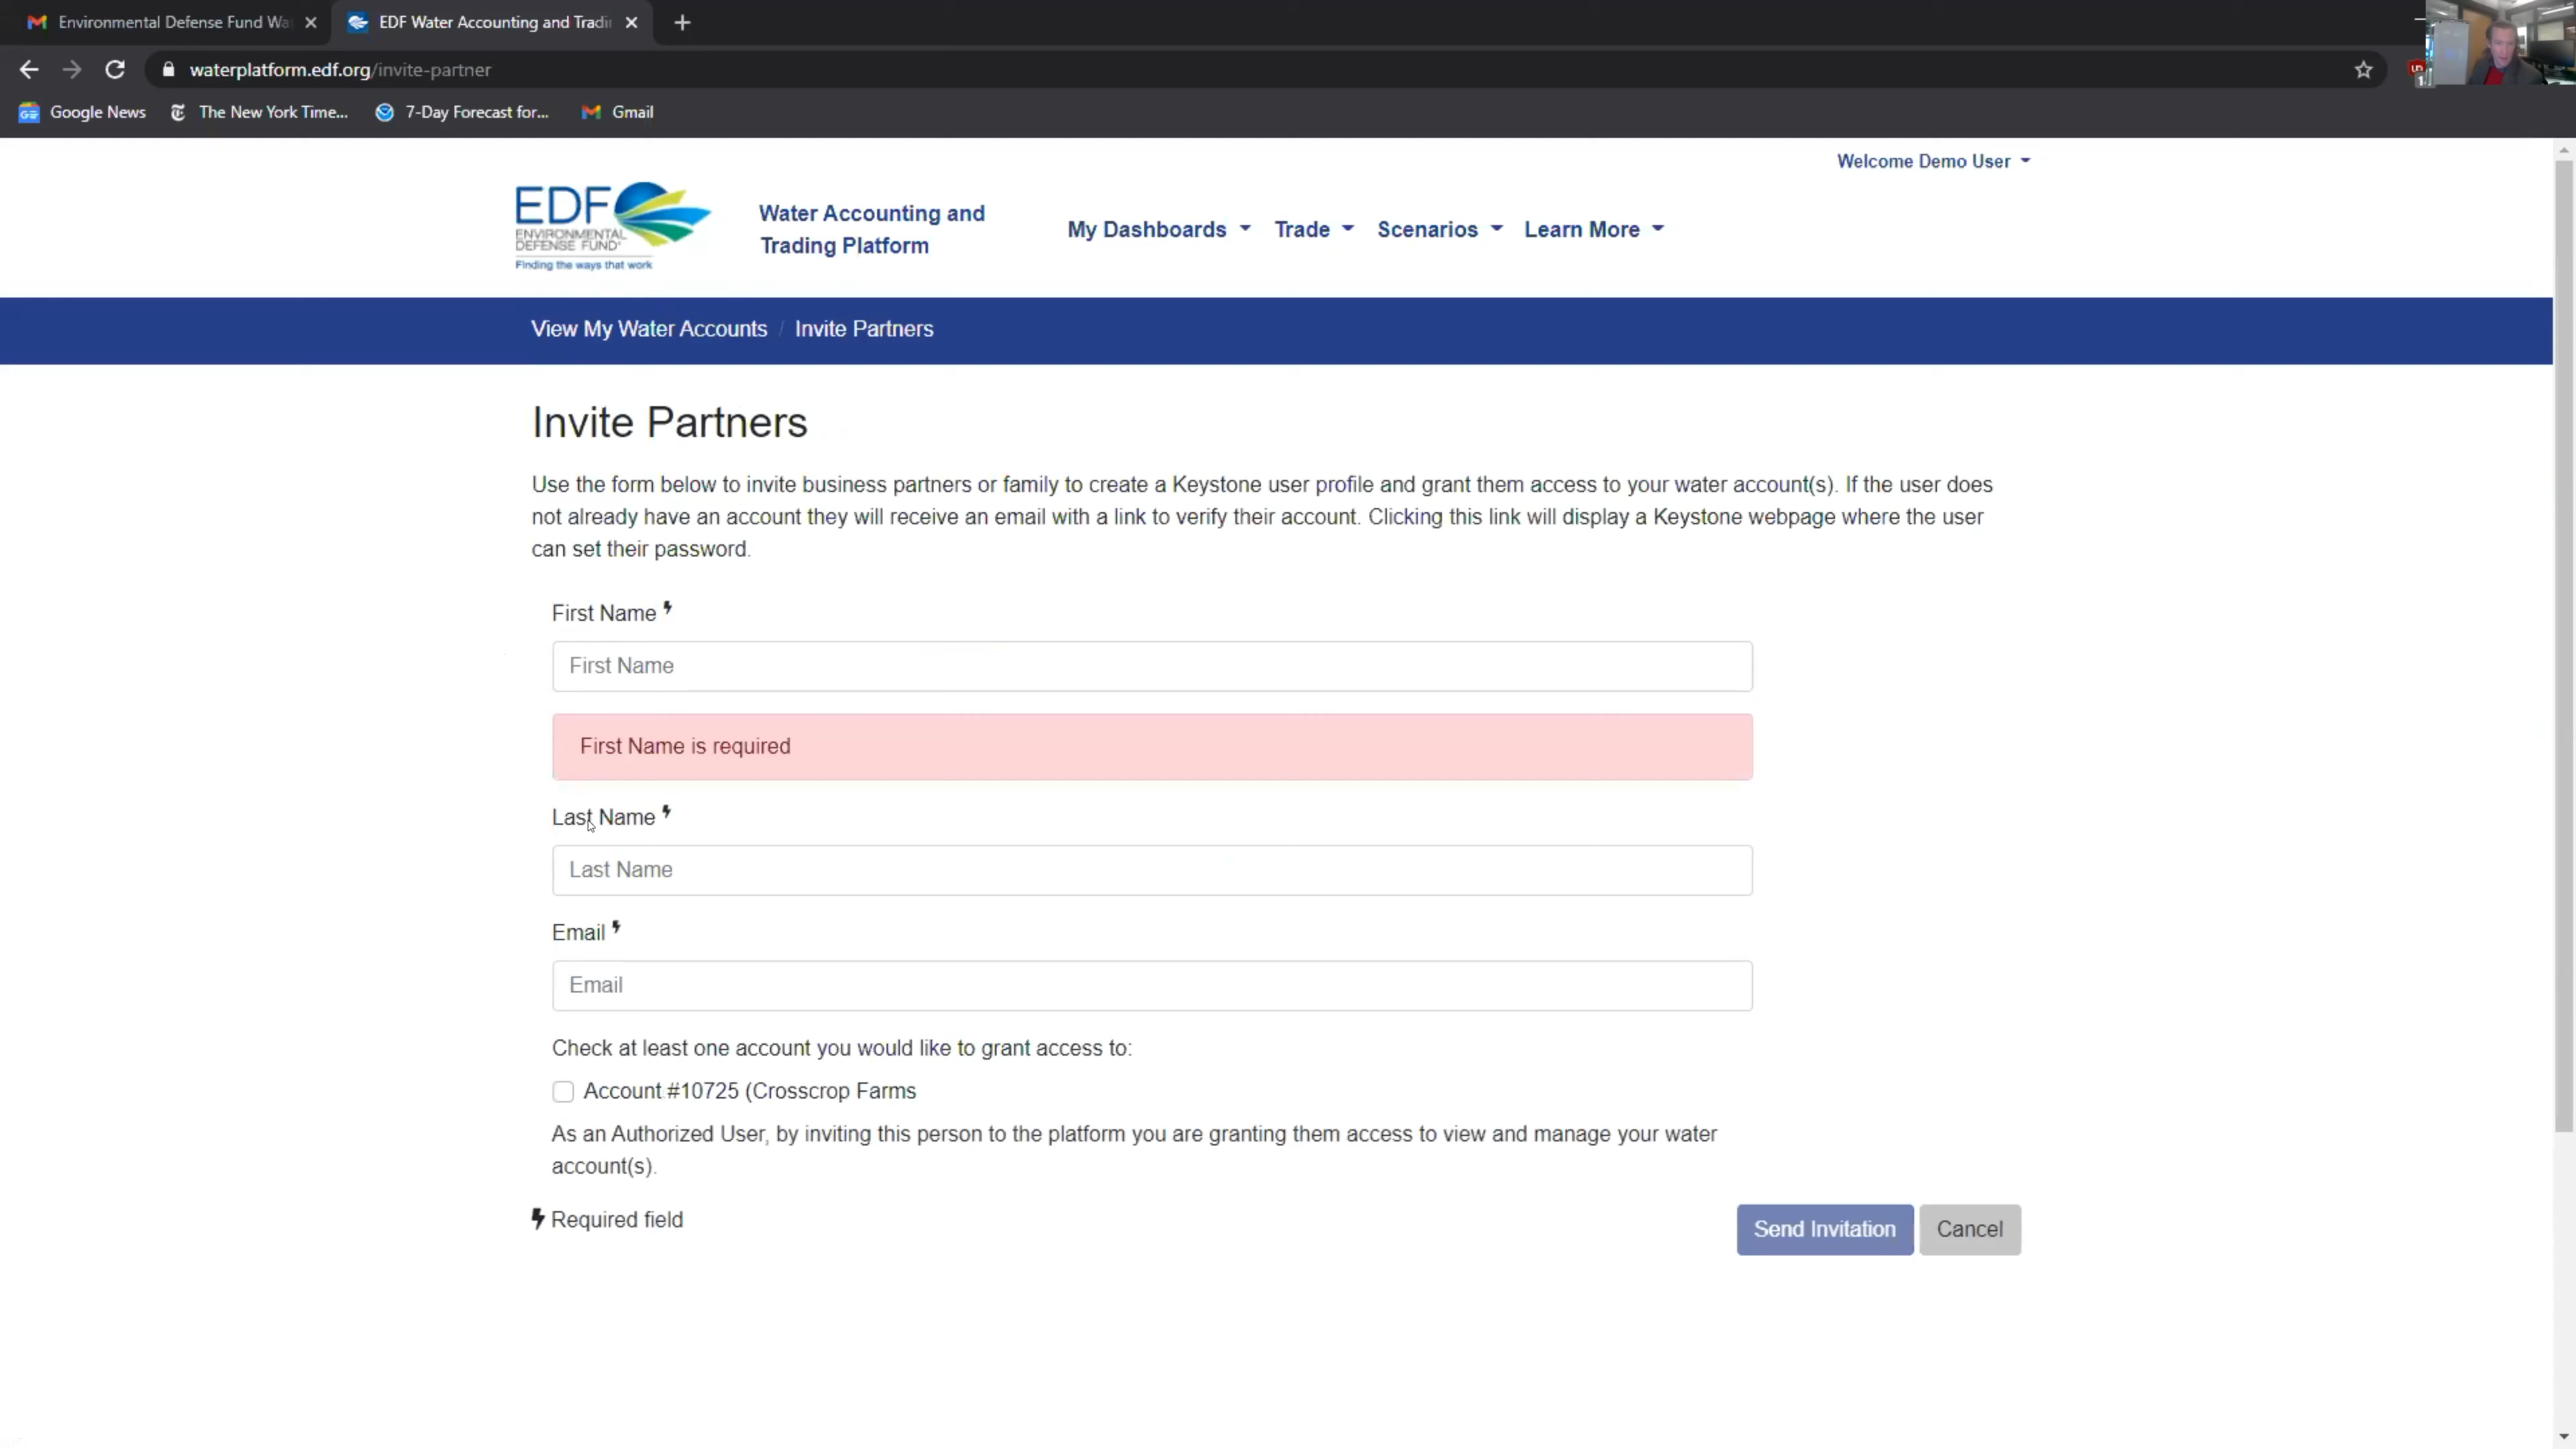 Environmental Defense Fund Wa
EDF Water Accounting and Tradin
waterplatform.edf.org/invite-partner
Google News
The New York Time...
7-Day Forecast for...
Gmail
Welcome Demo User
EDF
ENVIRONMENTAL
DEFENSE FUND®
Finding the ways that work
Water Accounting and
Trading Platform
My Dashboards
Trade
Scenarios
Learn More
View My Water Accounts / Invite Partners
Invite Partners
Use the form below to invite business partners or family to create a Keystone user profile and grant them access to your water account(s). If the user does
not already have an account they will receive an email with a link to verify their account. Clicking this link will display a Keystone webpage where the user
can set their password.
First Name
First Name
First Name is required
Last Name
Last Name
Email
Email
Check at least one account you would like to grant access to:
Account #10725 (Crosscrop Farms
As an Authorized User, by inviting this person to the platform you are granting them access to view and manage your water
account(s).
Required field
Send Invitation
Cancel